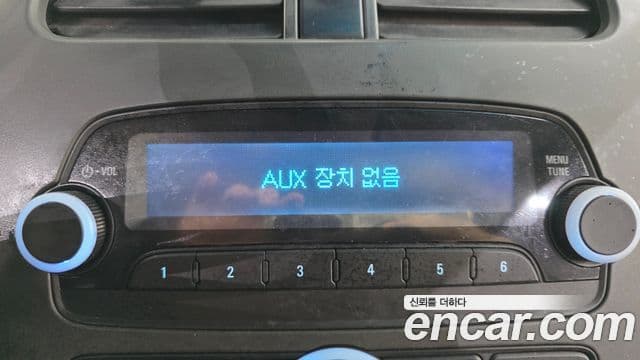 AUX 장치 없음
-VOL
MENU
TUNE
1 2 3 4 5 6
신뢰를 더하다
encar.com